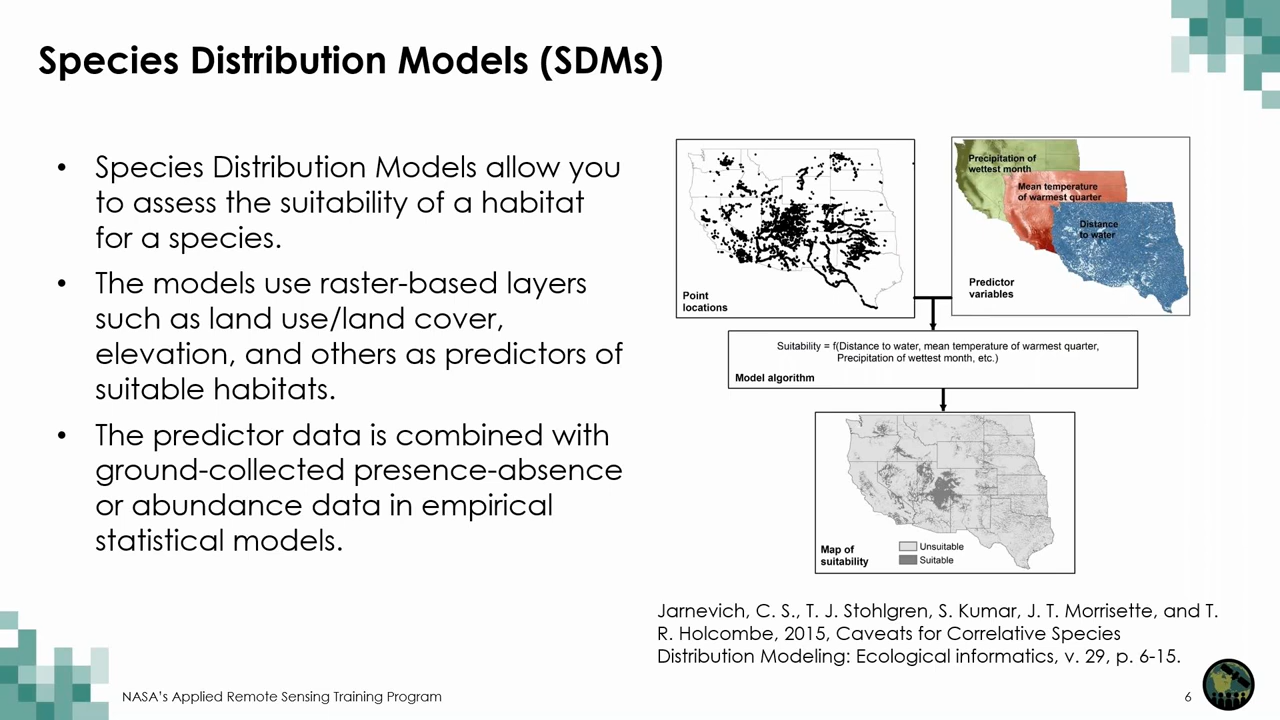 Species Distribution Models (SDMs)
• Species Distribution Models allow you
to assess the suitability of a habitat
for a species.
• The models use raster-based layers
such as land use/land cover,
elevation, and others as predictors of
suitable habitats.
• The predictor data is combined with
ground-collected presence-absence
or abundance data in empirical
statistical models.
Point
locations
Precipitation of
wettest month
Mean temperature
of warmest quarter
Distance
to water
Predictor
variables
Suitability = f(Distance to water, mean temperature of warmest quarter,
Precipitation of wettest month, etc.)
Model algorithm
Map of
suitability
Unsuitable
Suitable
Jarnevich, C. S., T. J. Stohlgren, S. Kumar, J. T. Morrisette, and T.
R. Holcombe, 2015, Caveats for Correlative Species
Distribution Modeling: Ecological informatics, v. 29, p. 6-15.
NASA's Applied Remote Sensing Training Program
6